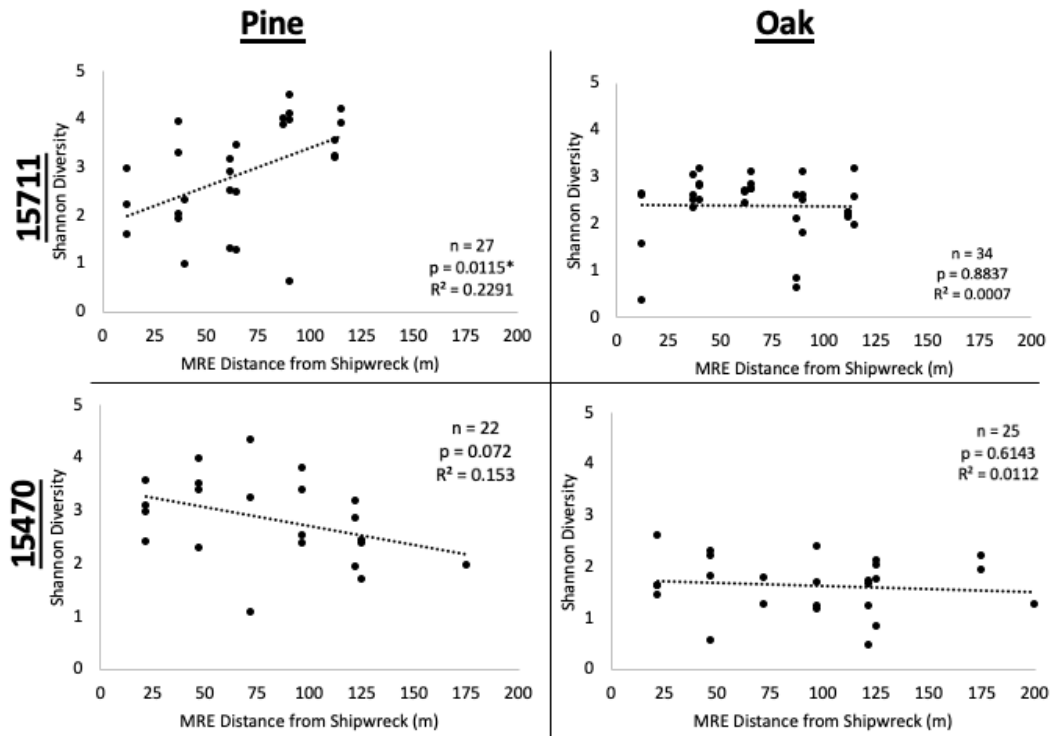 Pine
Oak
15711
Shannon Diversity
5
4
3
2
1
0
0 25 50 75 100 125 150 175 200
MRE Distance from Shipwreck (m)
n = 27
p = 0.0115*
R² = 0.2291
Shannon Diversity
5
4
3
2
1
0
0 25 50 75 100 125 150 175 200
MRE Distance from Shipwreck (m)
n = 34
p = 0.8837
R² = 0.0007
15470
Shannon Diversity
5
4
3
2
1
0
0 25 50 75 100 125 150 175 200
MRE Distance from Shipwreck (m)
n = 22
p = 0.072
R² = 0.153
Shannon Diversity
5
4
3
2
1
0
0 25 50 75 100 125 150 175 200
MRE Distance from Shipwreck (m)
n = 25
p = 0.6143
R² = 0.0112